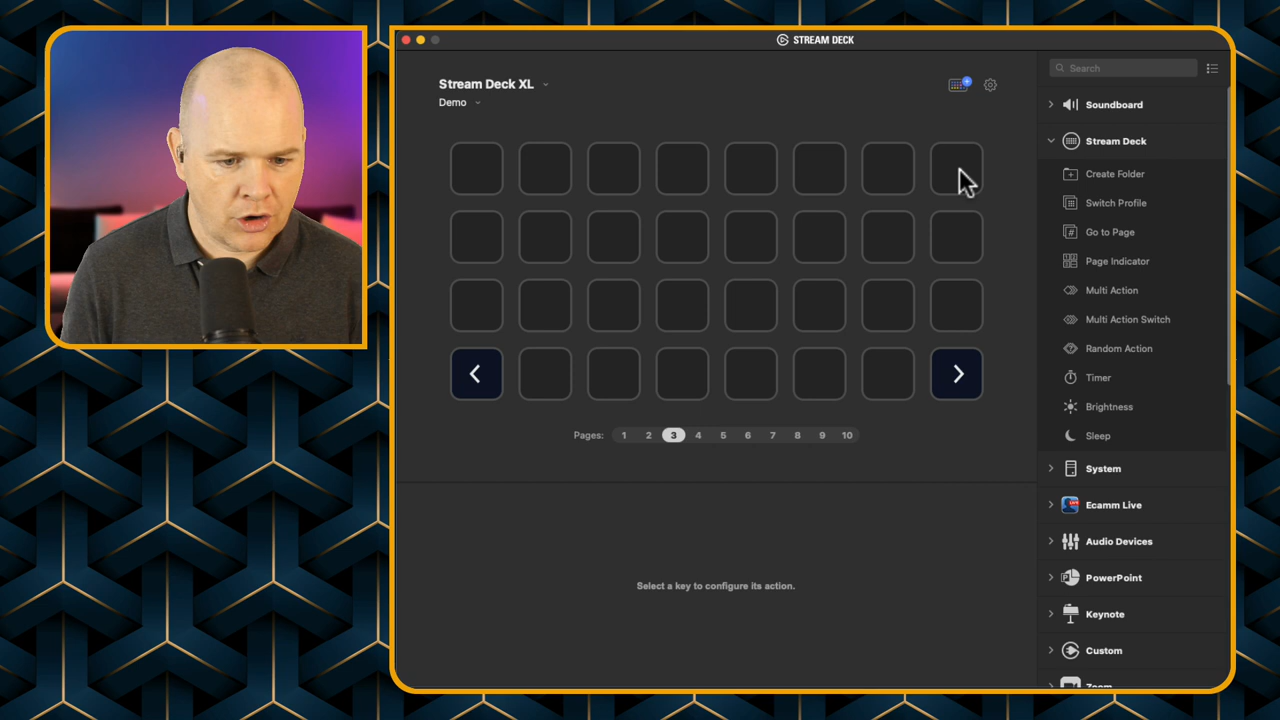 STREAM DECK
Stream Deck XL
Demo
Pages: 1 2 3 4 5 6 7 8 9 10
Select a key to configure its action.
Search
Soundboard
Stream Deck
Create Folder
Switch Profile
Go to Page
Page Indicator
Multi Action
Multi Action Switch
Random Action
Timer
Brightness
Sleep
System
Ecamm Live
Audio Devices
PowerPoint
Keynote
Custom
Zoom